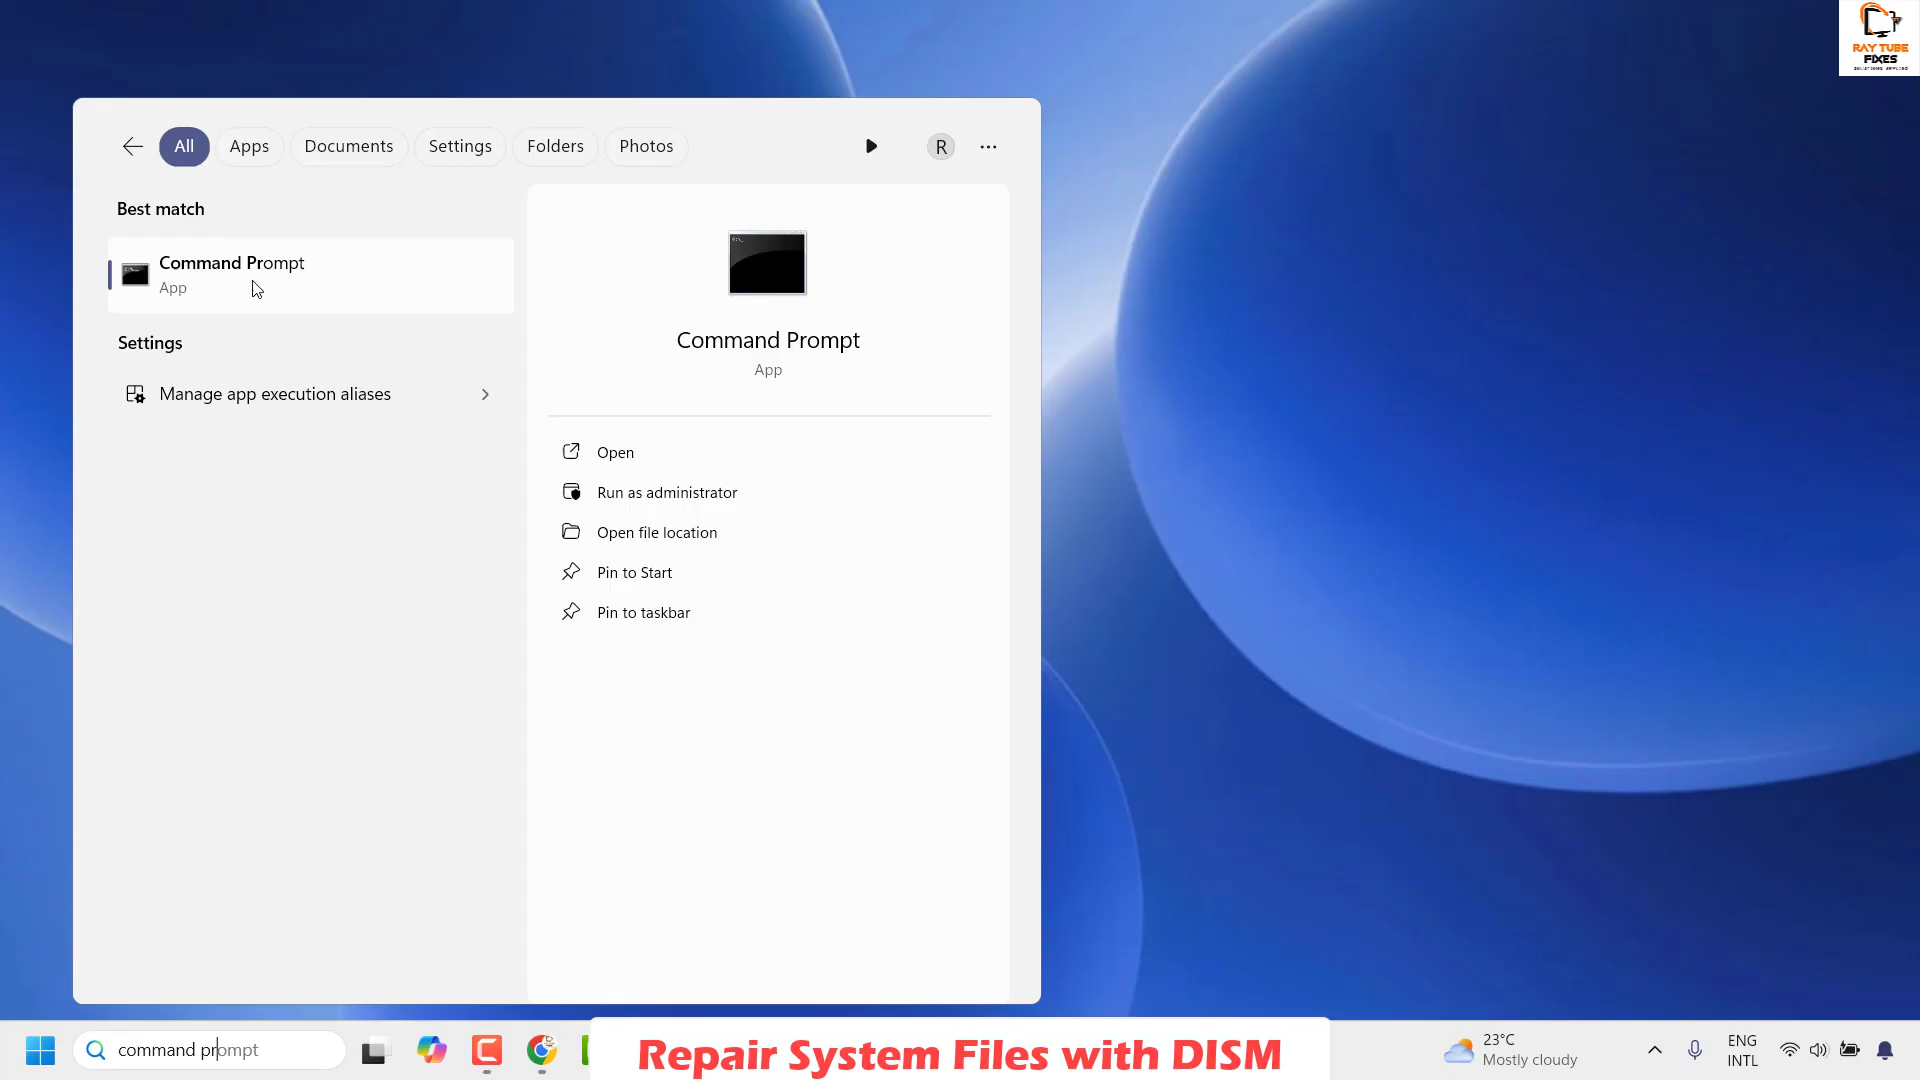 RAY TUBE
FIXES
All
Apps
Documents
Settings
Folders
Photos
R
Best match
Command Prompt
App
Settings
Manage app execution aliases
Command Prompt
App
Open
Run as administrator
Open file location
Pin to Start
Pin to taskbar
command prompt
Repair System Files with DISM
23°C
Mostly cloudy
ENG
INTL